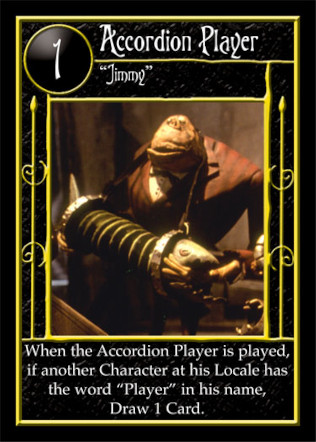 1
Accordion Player
“Jimmy”
When the Accordion Player is played,
if another Character at his Locale has
the word “Player” in his name,
Draw 1 Card.